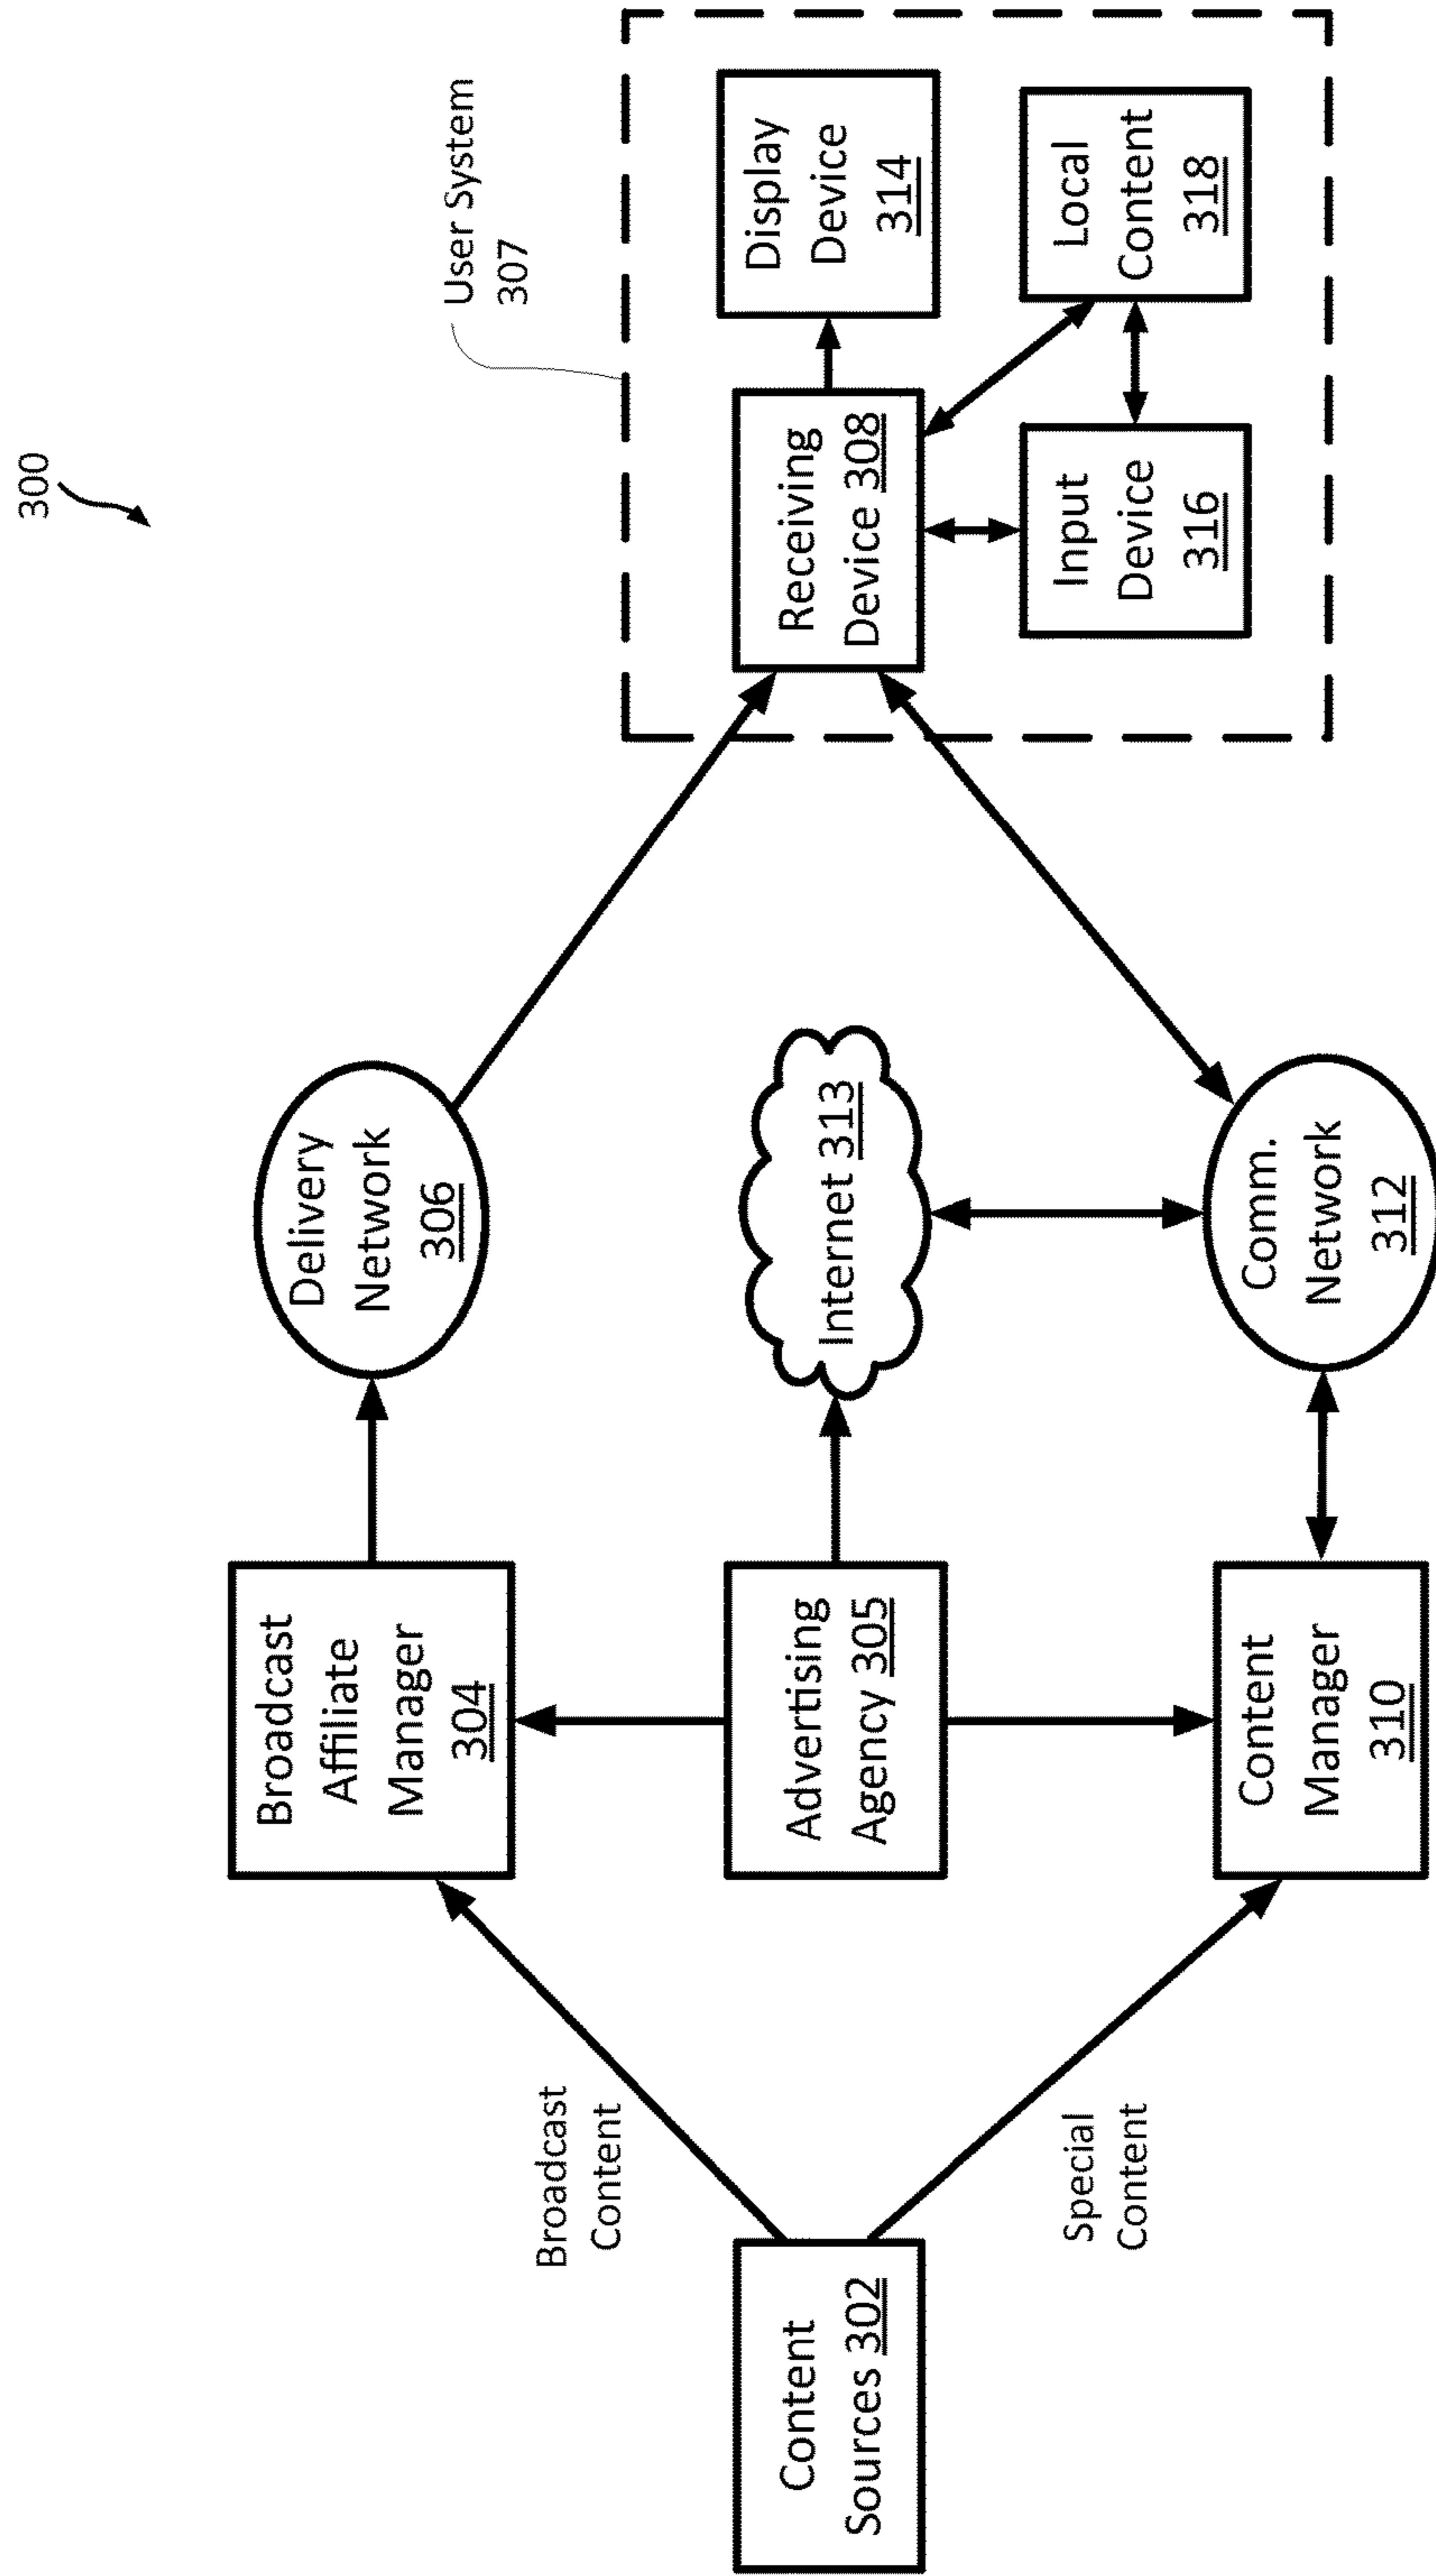 300
User System
307
Broadcast
Affiliate
Manager
304
Delivery
Network
306
Broadcast
Content
Content
Sources 302
Advertising
Agency 305
Internet 313
Receiving
Device 308
Display
Device
314
Special
Content
Content
Manager
310
Comm.
Network
312
Input
Device
316
Local
Content
318